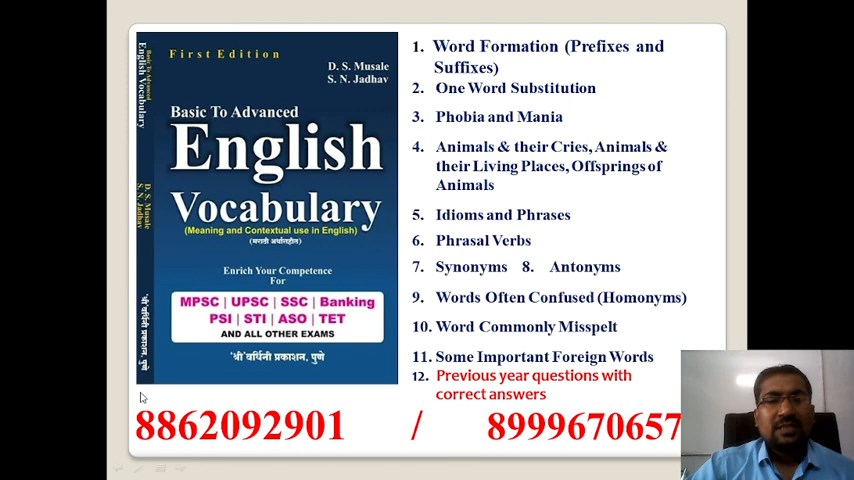 First Edition
D. S. Musale
S. N. Jadhav
Basic To Advanced
English
Vocabulary
(Meaning and Contextual use in English)
(मराठी अर्थासहीत)
Enrich Your Competence
For
MPSC | UPSC | SSC | Banking
PSI | STI | ASO | TET
AND ALL OTHER EXAMS
'श्री' वर्धिनी प्रकाशन, पुणे
Basic To Advanced
English Vocabulary
D. S. Musale
S. N. Jadhav
'श्री' वर्धिनी प्रकाशन, पुणे
1. Word Formation (Prefixes and
Suffixes)
2. One Word Substitution
3. Phobia and Mania
4. Animals & their Cries, Animals &
their Living Places, Offsprings of
Animals
5. Idioms and Phrases
6. Phrasal Verbs
7. Synonyms 8. Antonyms
9. Words Often Confused (Homonyms)
10. Word Commonly Misspelt
11. Some Important Foreign Words
12. Previous year questions with
correct answers
8862092901 / 8999670657